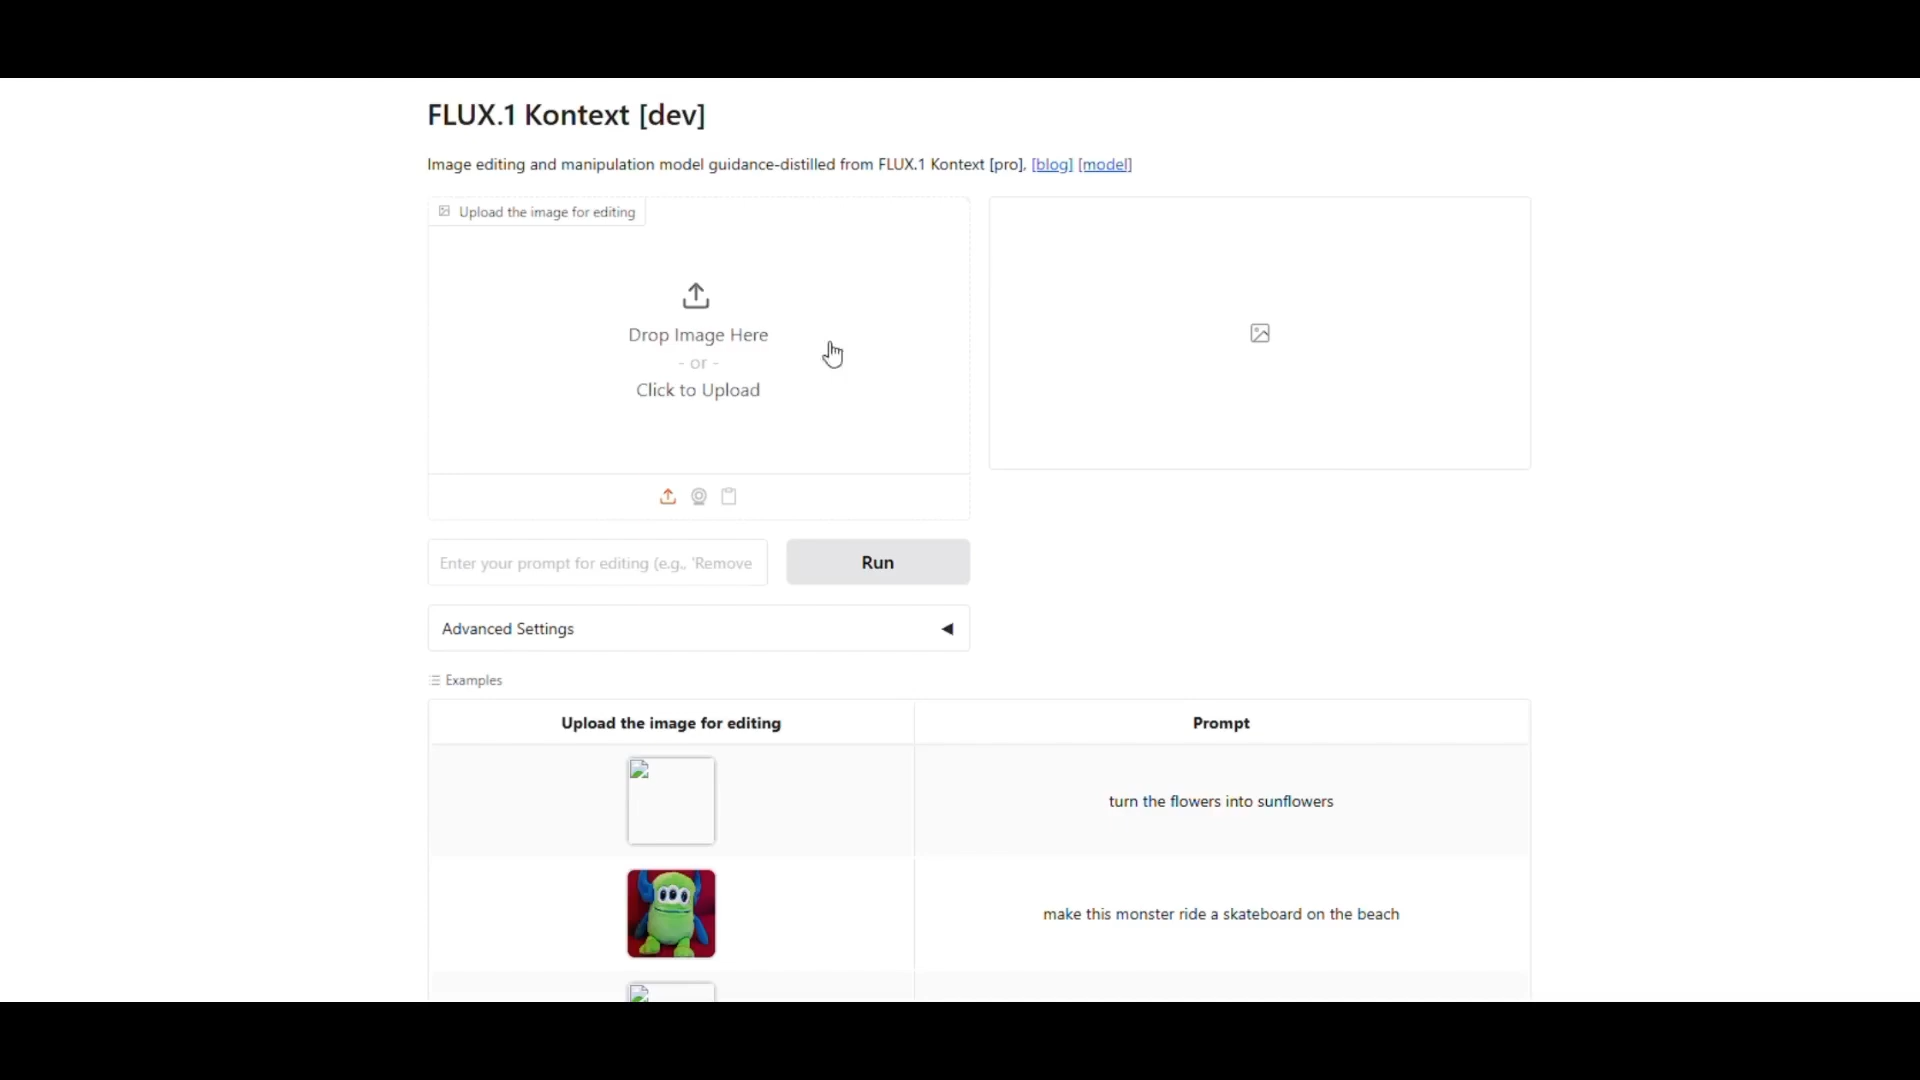 FLUX.1 Kontext [dev]
Image editing and manipulation model guidance-distilled from FLUX.1 Kontext [pro], [blog] [model]
Upload the image for editing
Drop Image Here
- or -
Click to Upload
Enter your prompt for editing (e.g., 'Remove
Run
Advanced Settings
Examples
Upload the image for editing
Prompt
turn the flowers into sunflowers
make this monster ride a skateboard on the beach